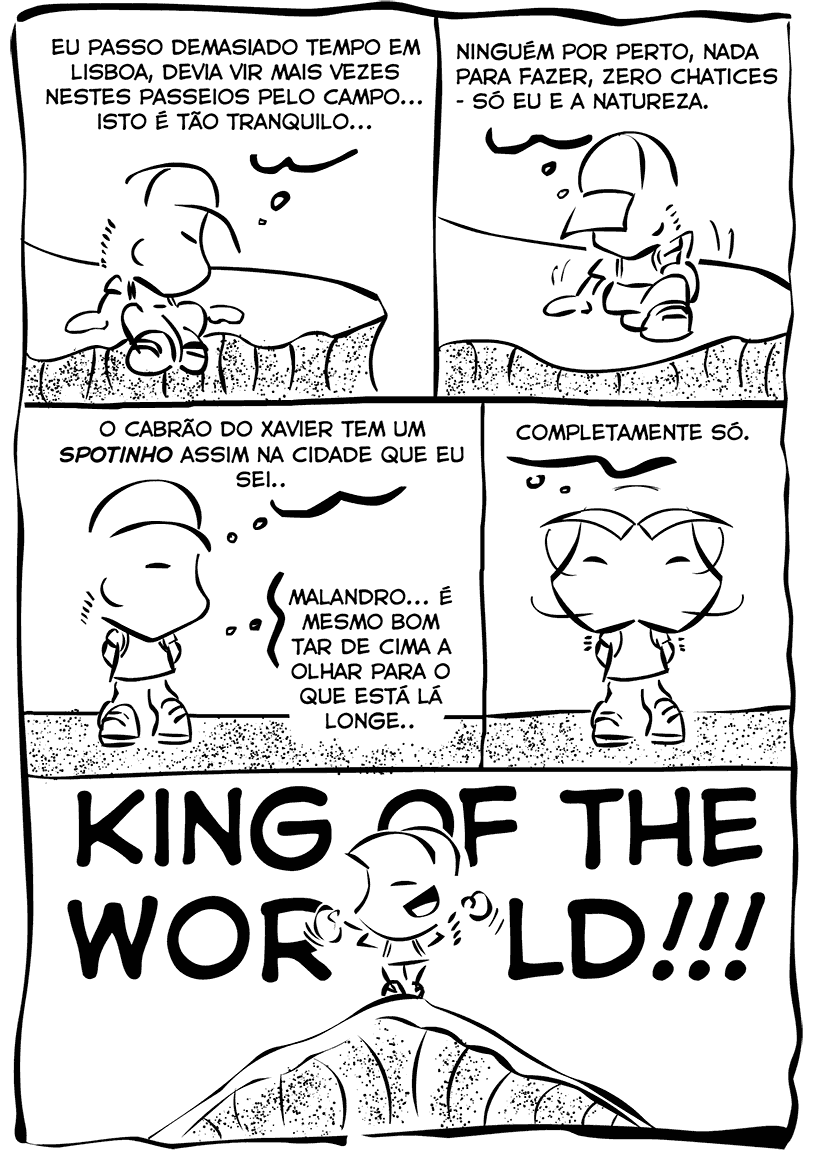 EU PASSO DEMASIADO TEMPO EM
LISBOA, DEVIA VIR MAIS VEZES
NESTES PASSEIOS PELO CAMPO...
ISTO É TÃO TRANQUILO...
NINGUÉM POR PERTO, NADA
PARA FAZER, ZERO CHATICES
- SÓ EU E A NATUREZA.
O CABRÃO DO XAVIER TEM UM
SPOTINHO ASSIM NA CIDADE QUE EU
SEI..
MALANDRO... É
MESMO BOM
TAR DE CIMA A
OLHAR PARA O
QUE ESTÁ LÁ
LONGE..
COMPLETAMENTE SÓ.
KING OF THE
WORLD!!!